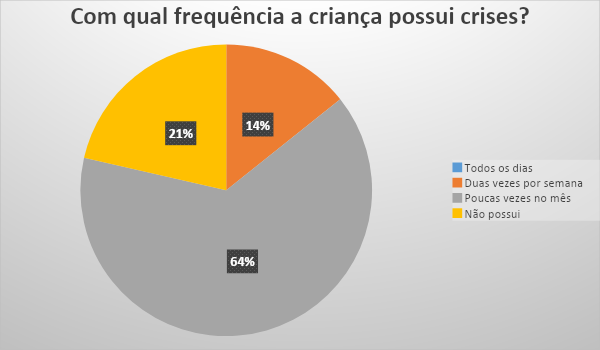 Com qual frequência a criança possui crises?
21%
14%
64%
Todos os dias
Duas vezes por semana
Poucas vezes no mês
Não possui